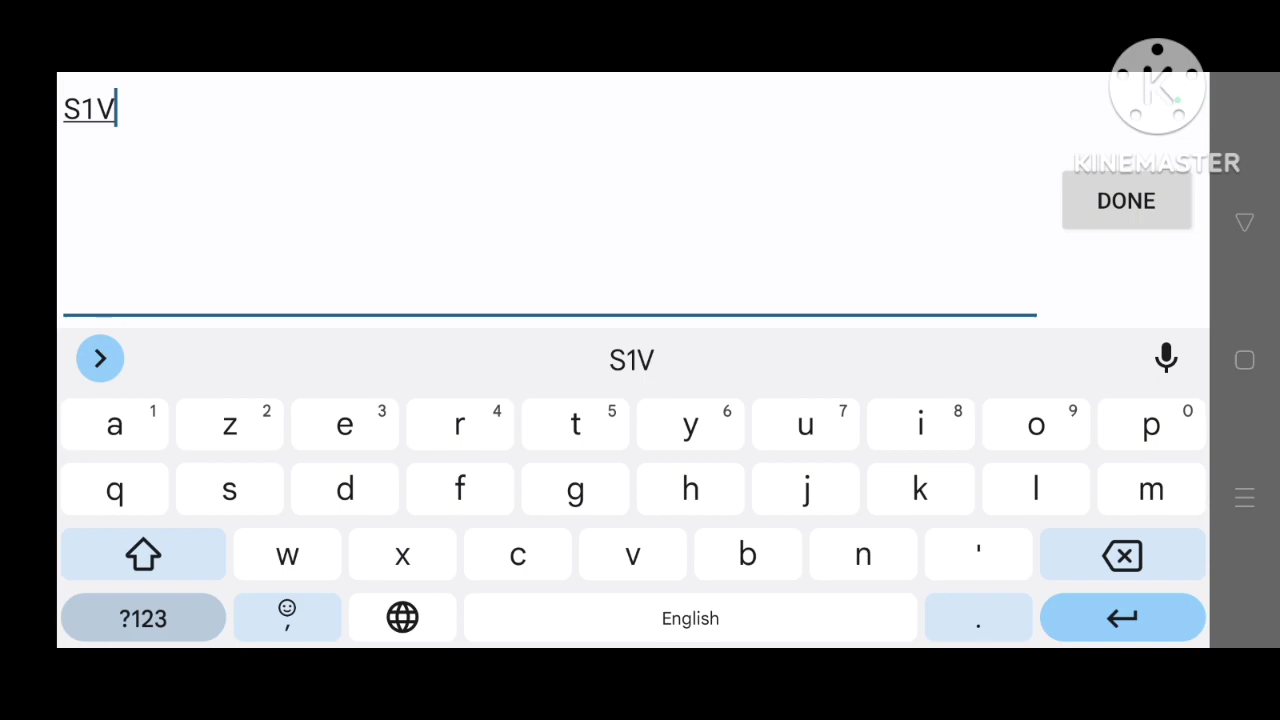 S1V
KINEMASTER
DONE
S1V
a 1 z 2 e 3 r 4 t 5 y 6 u 7 i 8 o 9 p 0
q s d f g h j k l m
w x c v b n '
?123 , English .